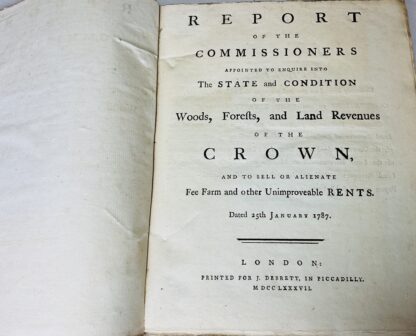 REPORT
OF THE
COMMISSIONERS
APPOINTED TO ENQUIRE INTO
The STATE and CONDITION
OF THE
Woods, Foreſts, and Land Revenues
OF THE
CROWN,
AND TO SELL OR ALIENATE
Fee Farm and other Unimproveable RENTS.
Dated 25th JANUARY 1787.
LONDON:
PRINTED FOR J. DEBRETT, IN PICCADILLY.
MDCCLXXXVII.